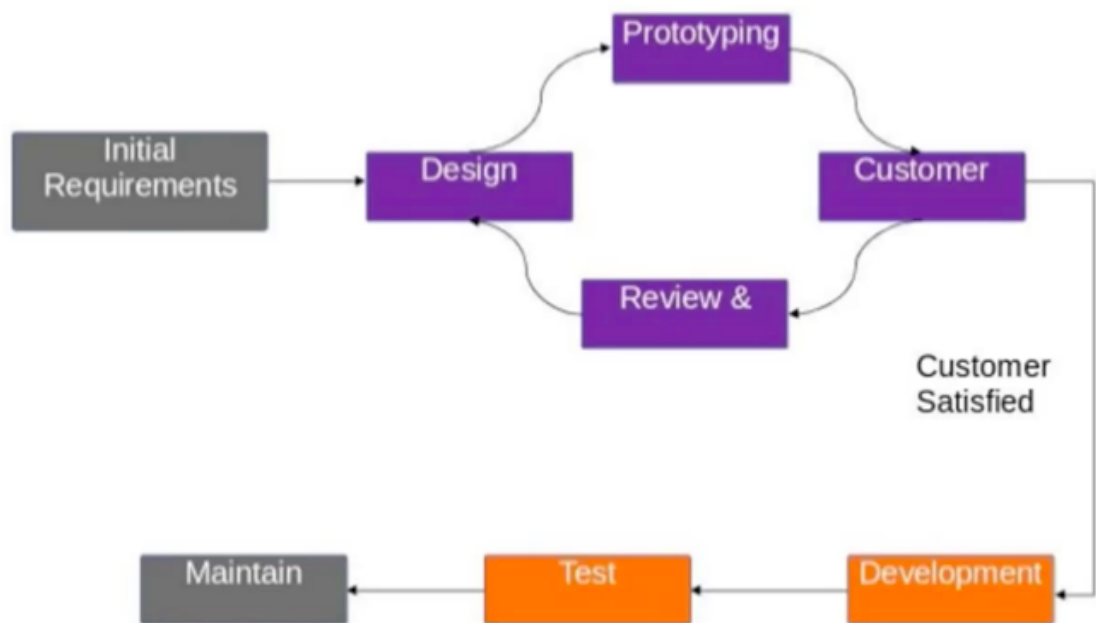 Prototyping
Initial
Requirements
Design
Customer
Review &
Customer
Satisfied
Maintain
Test
Development